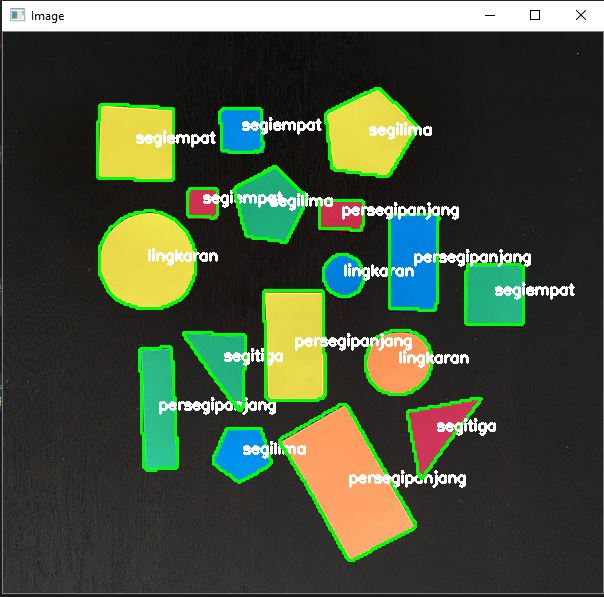 Image
segiempat
segiempat
segilima
segiempat
segilima
persegipanjang
lingkaran
lingkaran
persegipanjang
segiempat
segitiga
persegipanjang
lingkaran
persegipanjang
segilima
segitiga
persegipanjang